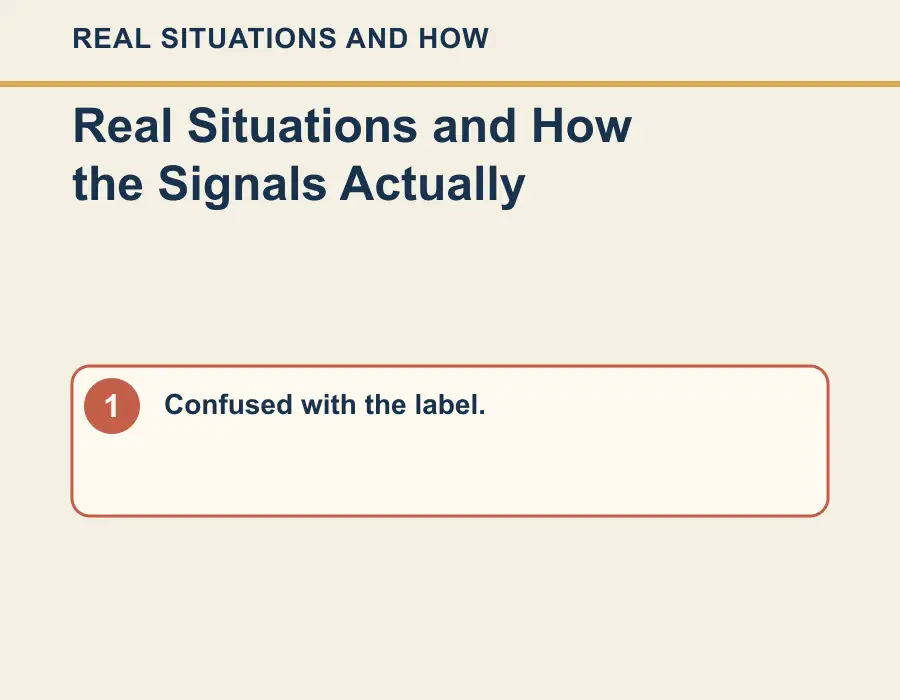 REAL SITUATIONS AND HOW
Real Situations and How
the Signals Actually
1 Confused with the label.